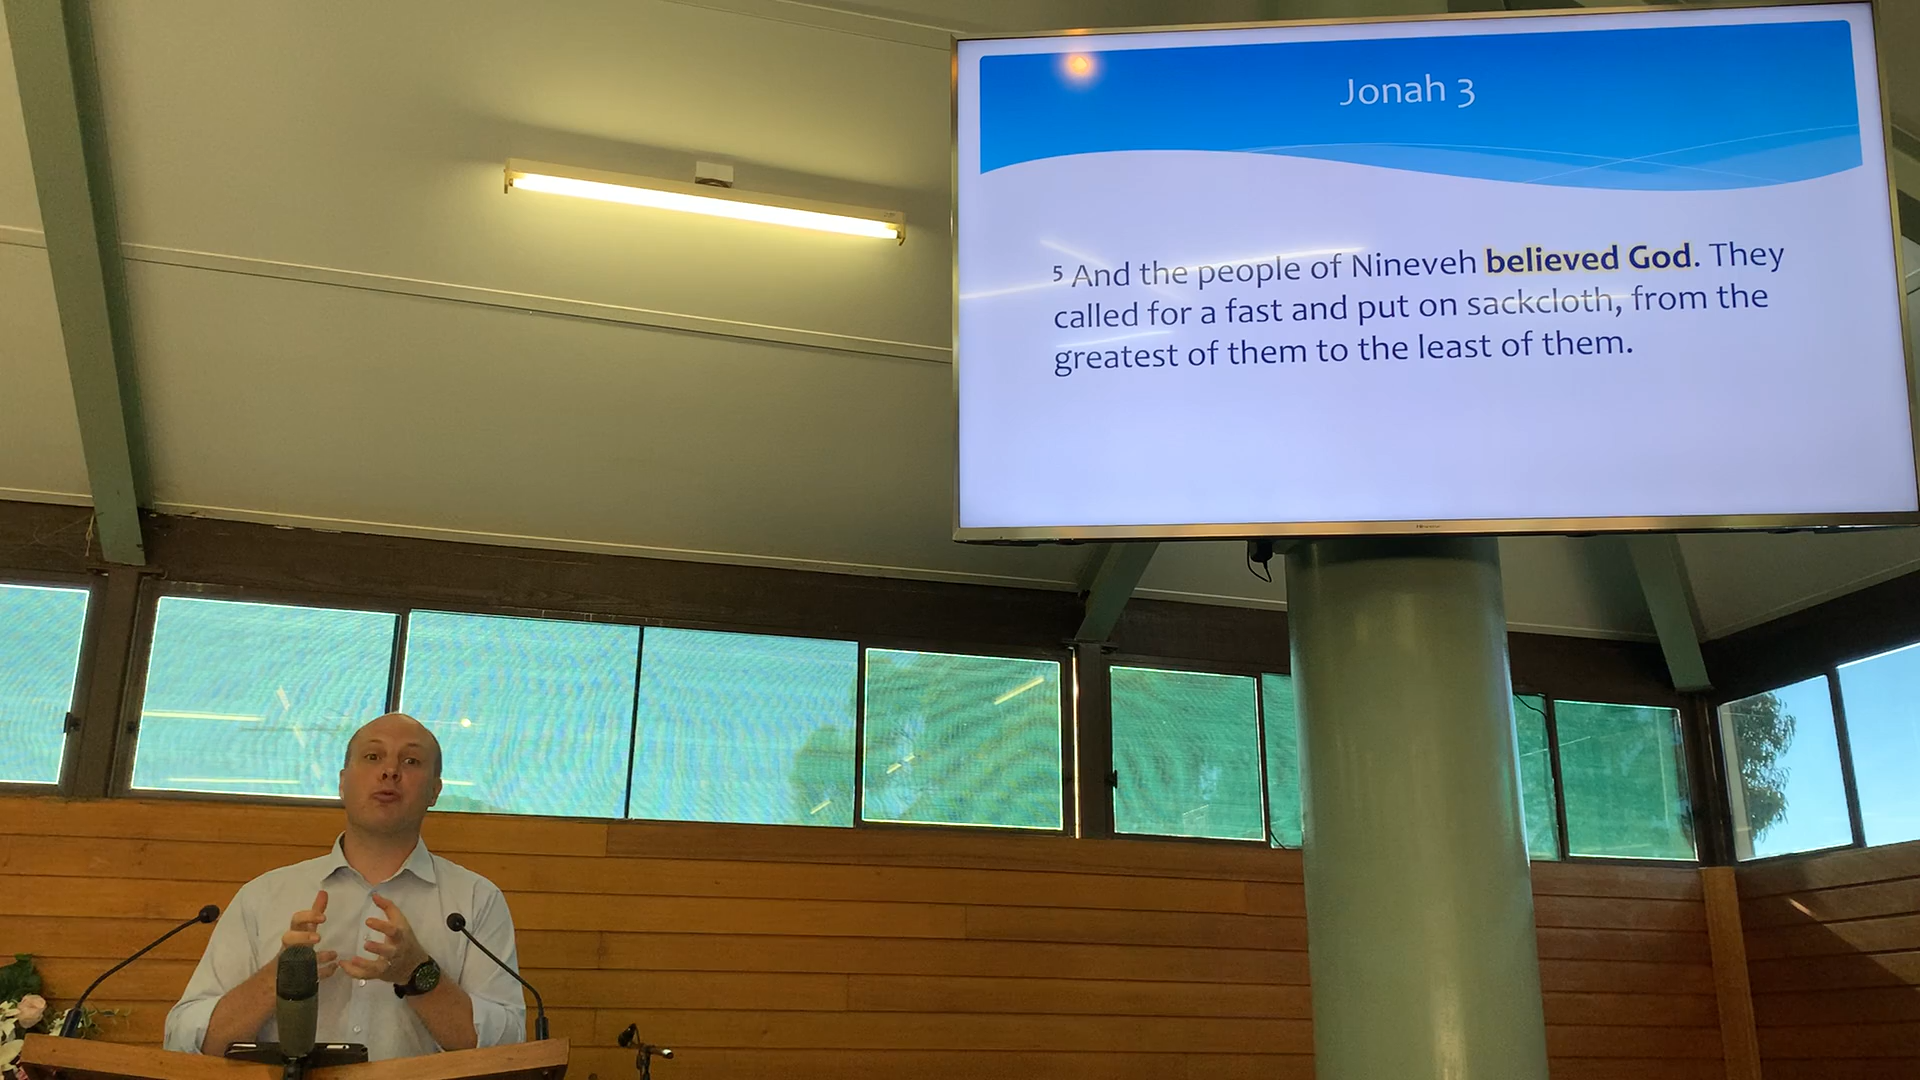 Jonah 3
5 And the people of Nineveh believed God. They
called for a fast and put on sackcloth, from the
greatest of them to the least of them.